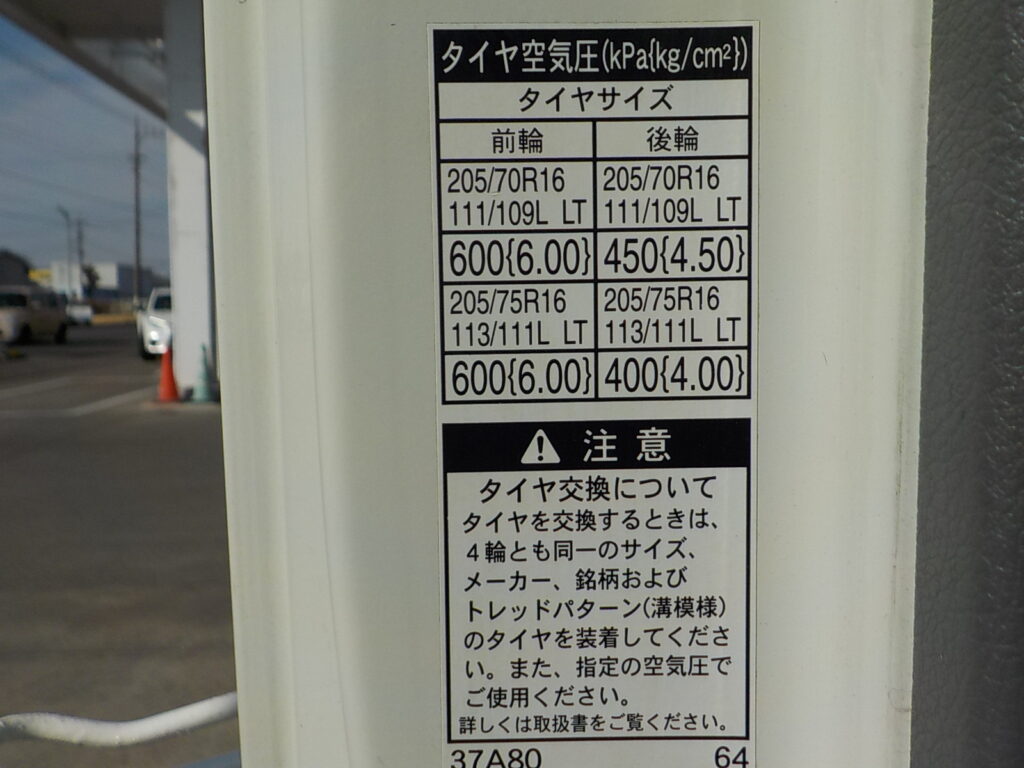 タイヤ空気圧(kPa{kg/cm²})
タイヤサイズ
前輪 後輪
205/70R16 205/70R16
111/109L LT 111/109L LT
600{6.00} 450{4.50}
205/75R16 205/75R16
113/111L LT 113/111L LT
600{6.00} 400{4.00}
注意
タイヤ交換について
タイヤを交換するときは、
4輪とも同一のサイズ、
メーカー、銘柄および
トレッドパターン(溝模様)
のタイヤを装着してくださ
い。また、指定の空気圧で
ご使用ください。
詳しくは取扱書をご覧ください。
37A80 64